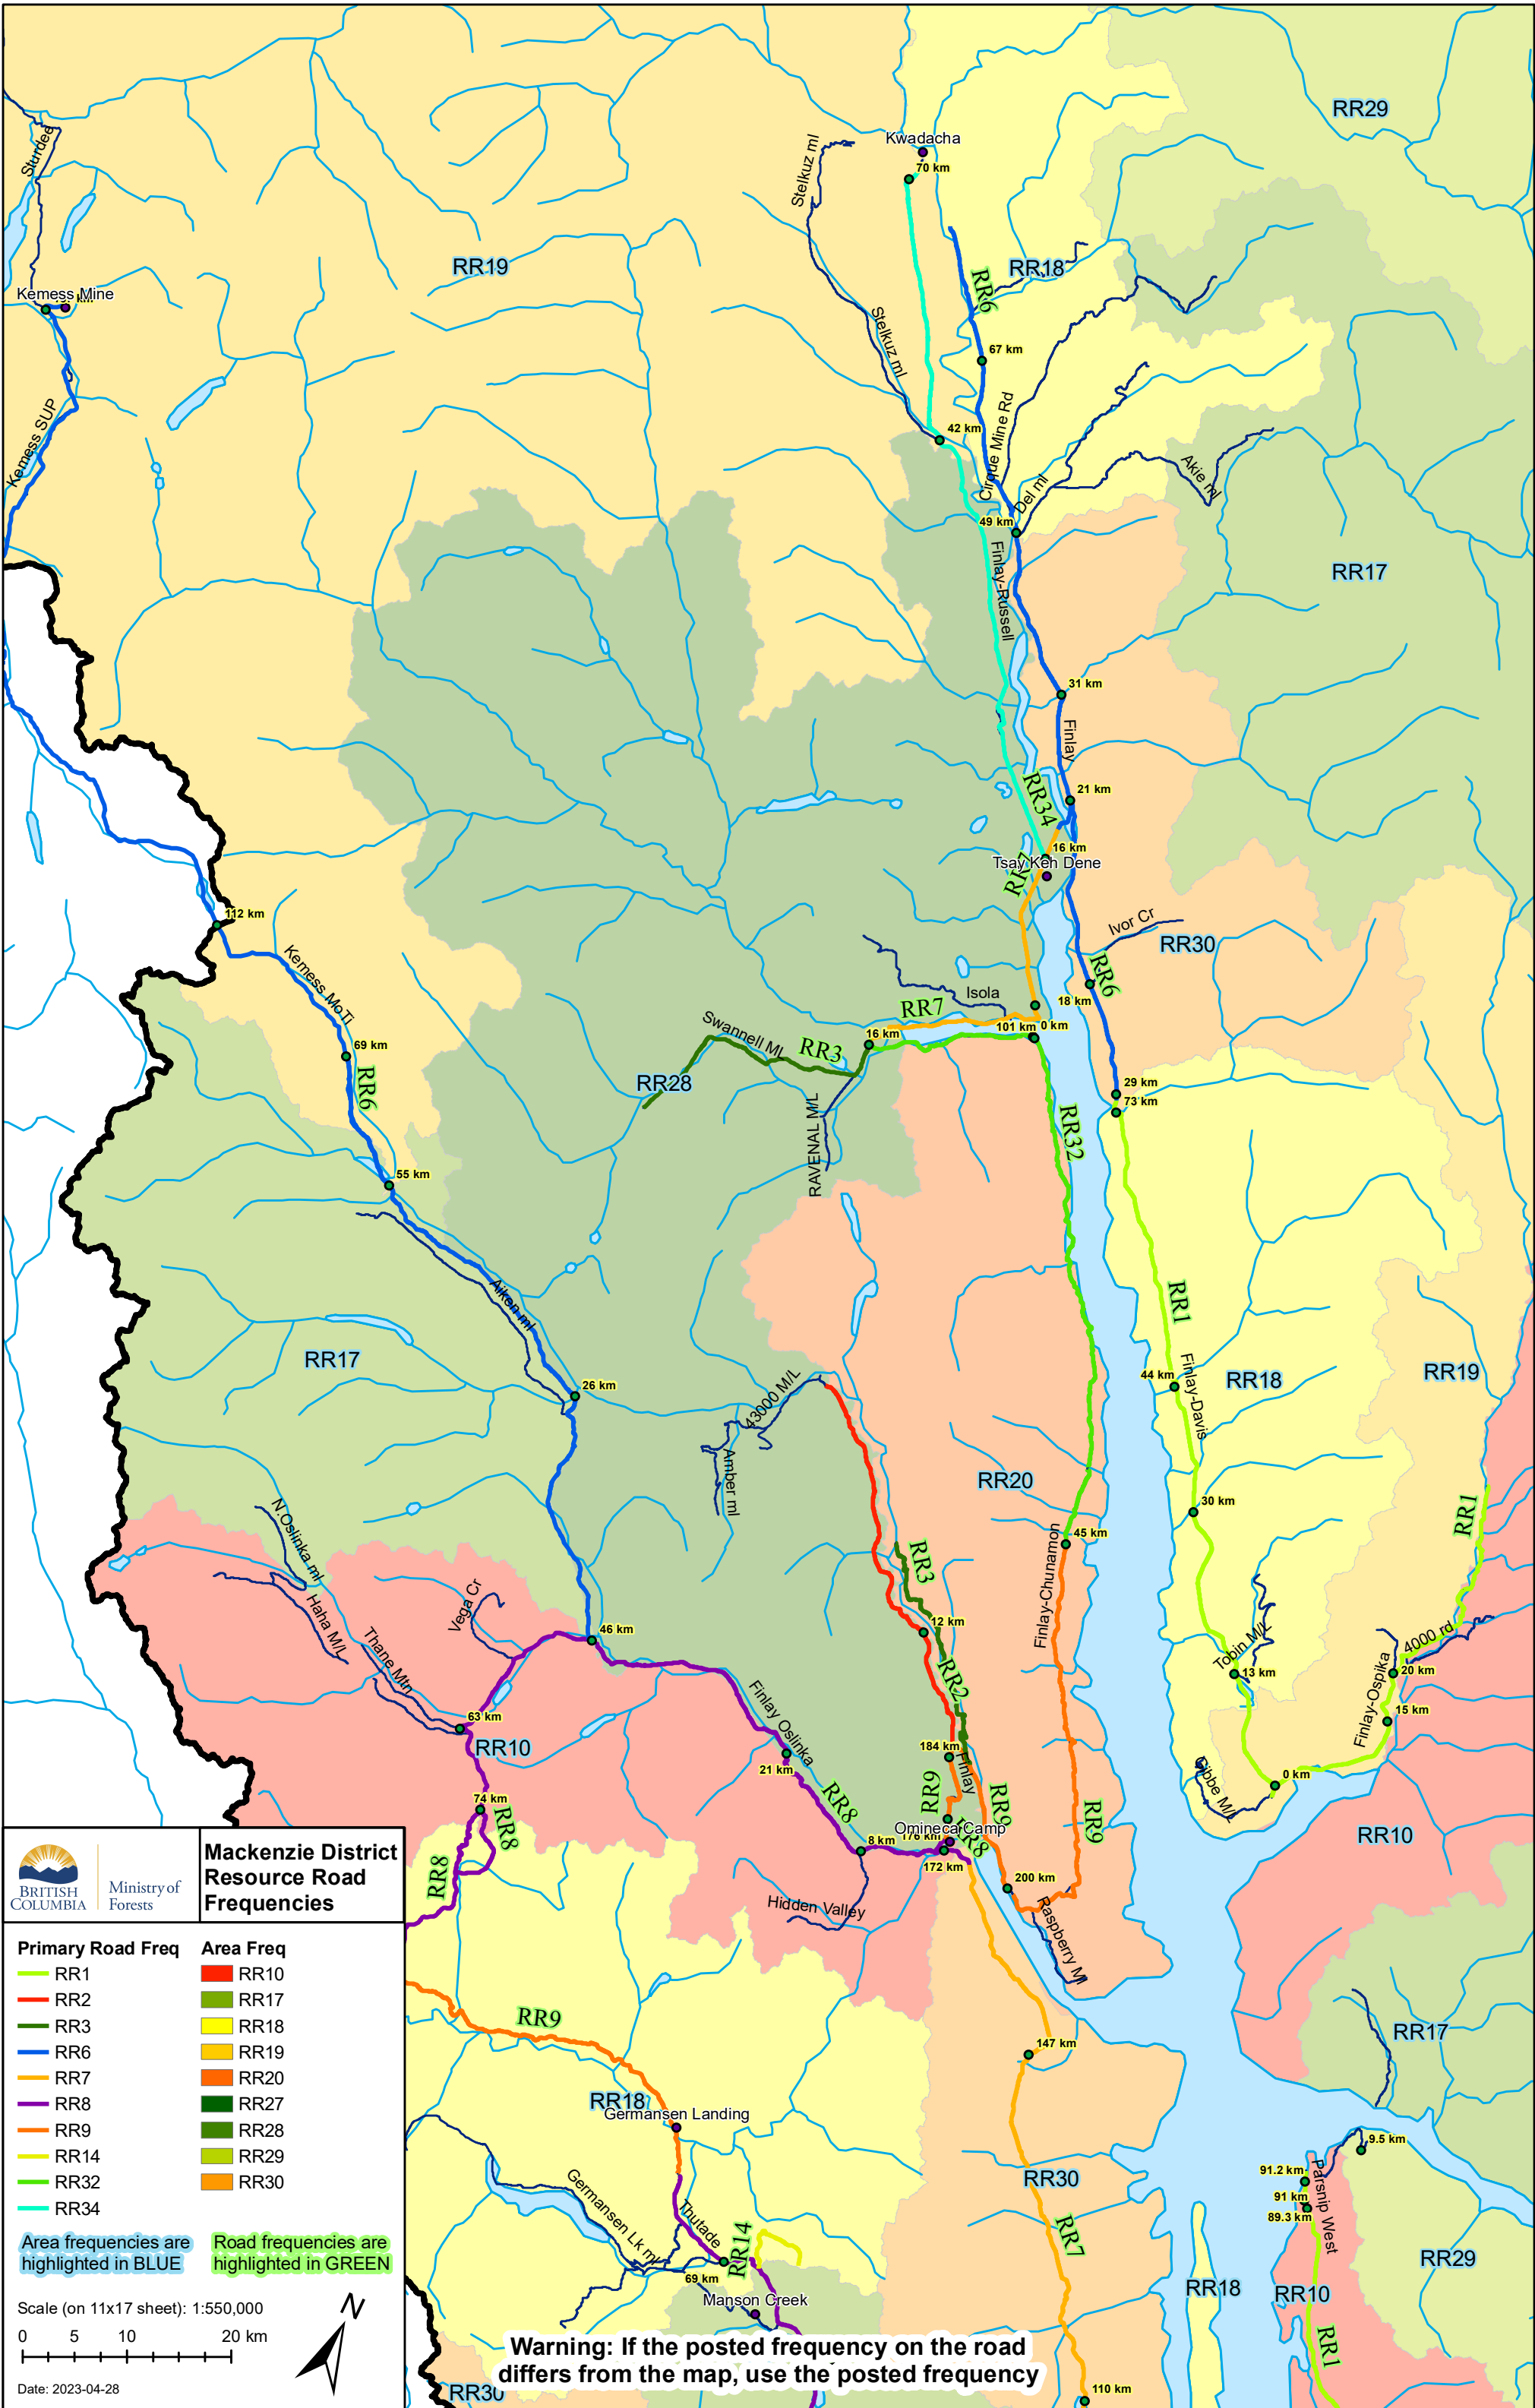 Kwadacha
70 km
RR29
Sturdee
Stelkuz ml
RR19
RR6
RR18
Kemess Mine
Stelkuz ml
67 km
Kemess SUP
42 km
Cirque Mine Rd
Del ml
Akie ml
49 km
Finlay-Russell
RR17
31 km
Finlay
RR34
21 km
16 km
Tsay Keh Dene
RR7
112 km
Ivor Cr
RR30
Kemess MoTi
RR6
Isola
18 km
RR7
Swannell ML
16 km
101 km
0 km
69 km
RR3
RR28
RR6
29 km
73 km
RAVENAL M/L
RR32
55 km
Aiken ml
RR1
RR17
26 km
44 km
Finlay-Davis
RR18
RR19
43000 M/L
Amber ml
RR20
30 km
RR1
N.Oslinka ml
45 km
RR3
Finlay-Chunamon
Haha M/L
Vega Cr
12 km
46 km
Thane Mtn
Tobin M/L
4000 rd
13 km
20 km
RR2
Finlay Oslinka
Finlay-Ospika
63 km
RR10
15 km
184 km
Finlay
21 km
0 km
RR9
RR9
RR8
74 km
RR8
RR9
RR10
Omineca Camp
176 km
RR8
8 km
172 km
RR8
200 km
Hidden Valley
Raspberry Ml
BRITISH
COLUMBIA
Ministry of
Forests
Mackenzie District
Resource Road
Frequencies
Primary Road Freq
RR1
RR2
RR3
RR6
RR7
RR8
RR9
RR14
RR32
RR34
Area Freq
RR10
RR17
RR18
RR19
RR20
RR27
RR28
RR29
RR30
Area frequencies are
highlighted in BLUE
Road frequencies are
highlighted in GREEN
Scale (on 11x17 sheet): 1:550,000
0 5 10 20 km
N
Date: 2023-04-28
RR9
RR17
147 km
RR18
Germansen Landing
9.5 km
91.2 km
91 km
89.3 km
Parsnip West
RR30
Germansen Lk ml
Thutade
RR14
RR7
69 km
RR29
RR18
RR10
Manson Creek
RR1
Warning: If the posted frequency on the road
differs from the map, use the posted frequency
RR30
110 km